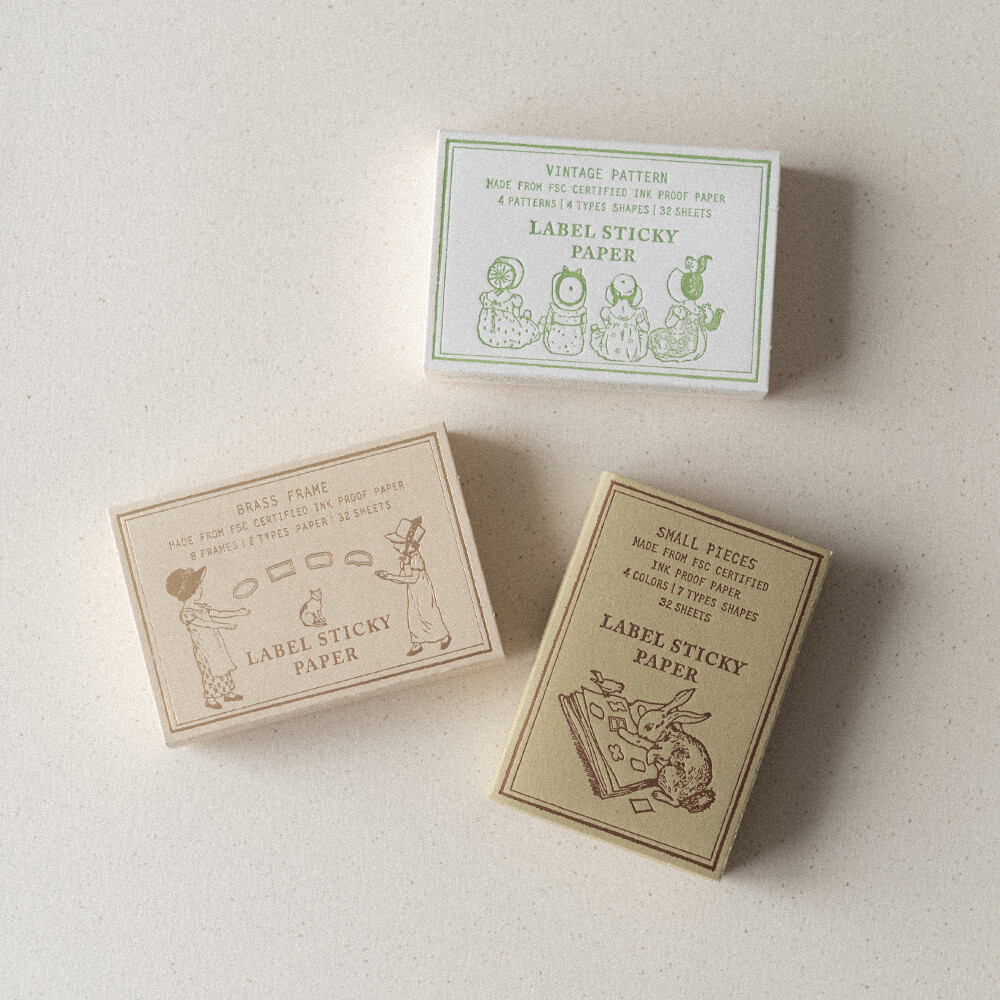 VINTAGE PATTERN
MADE FROM FSC CERTIFIED INK PROOF PAPER
4 PATTERNS | 4 TYPES SHAPES | 32 SHEETS
LABEL STICKY
PAPER
BRASS FRAME
MADE FROM FSC CERTIFIED INK PROOF PAPER
8 FRAMES | 2 TYPES PAPER | 32 SHEETS
LABEL STICKY
PAPER
SMALL PIECES
MADE FROM FSC CERTIFIED
INK PROOF PAPER
4 COLORS | 7 TYPES SHAPES
32 SHEETS
LABEL STICKY
PAPER